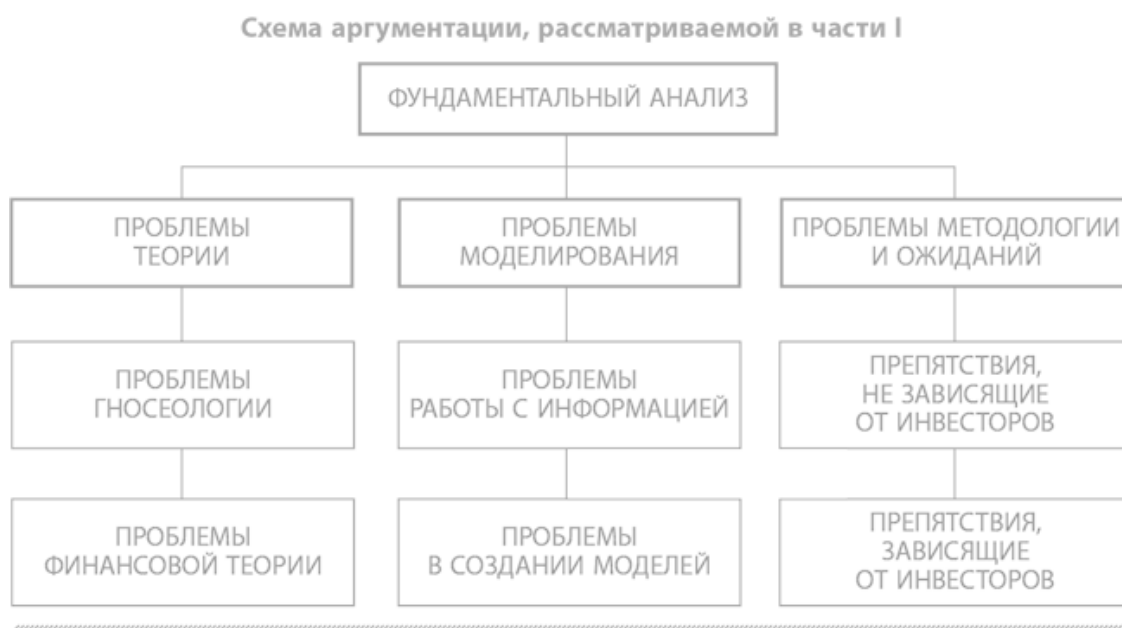 Схема аргументации, рассматриваемой в части I
ФУНДАМЕНТАЛЬНЫЙ АНАЛИЗ
ПРОБЛЕМЫ
ТЕОРИИ
ПРОБЛЕМЫ
МОДЕЛИРОВАНИЯ
ПРОБЛЕМЫ МЕТОДОЛОГИИ
И ОЖИДАНИЙ
ПРОБЛЕМЫ
ГНОСЕОЛОГИИ
ПРОБЛЕМЫ
РАБОТЫ С ИНФОРМАЦИЕЙ
ПРЕПЯТСТВИЯ,
НЕ ЗАВИСЯЩИЕ
ОТ ИНВЕСТОРОВ
ПРОБЛЕМЫ
ФИНАНСОВОЙ ТЕОРИИ
ПРОБЛЕМЫ
В СОЗДАНИИ МОДЕЛЕЙ
ПРЕПЯТСТВИЯ,
ЗАВИСЯЩИЕ
ОТ ИНВЕСТОРОВ